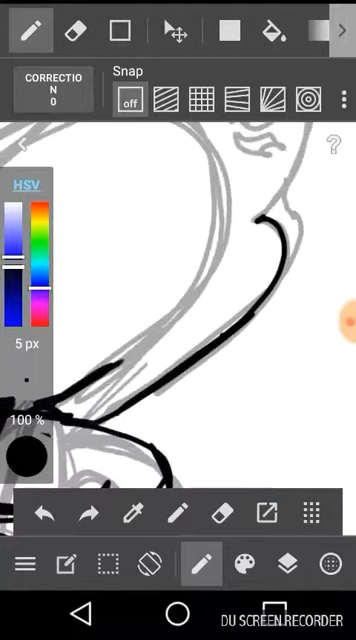 CORRECTIO
N
0
Snap
off
?
HSV
5 px
100 %
DU SCREEN RECORDER